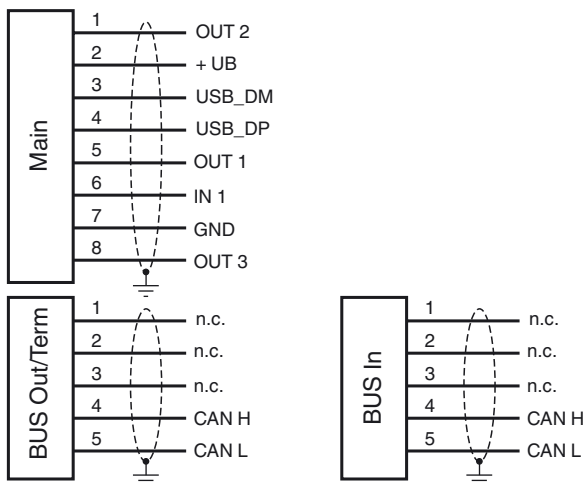 Main
1 OUT 2
2 + UB
3 USB_DM
4 USB_DP
5 OUT 1
6 IN 1
7 GND
8 OUT 3
BUS Out/Term
1 n.c.
2 n.c.
3 n.c.
4 CAN H
5 CAN L
BUS In
1 n.c.
2 n.c.
3 n.c.
4 CAN H
5 CAN L